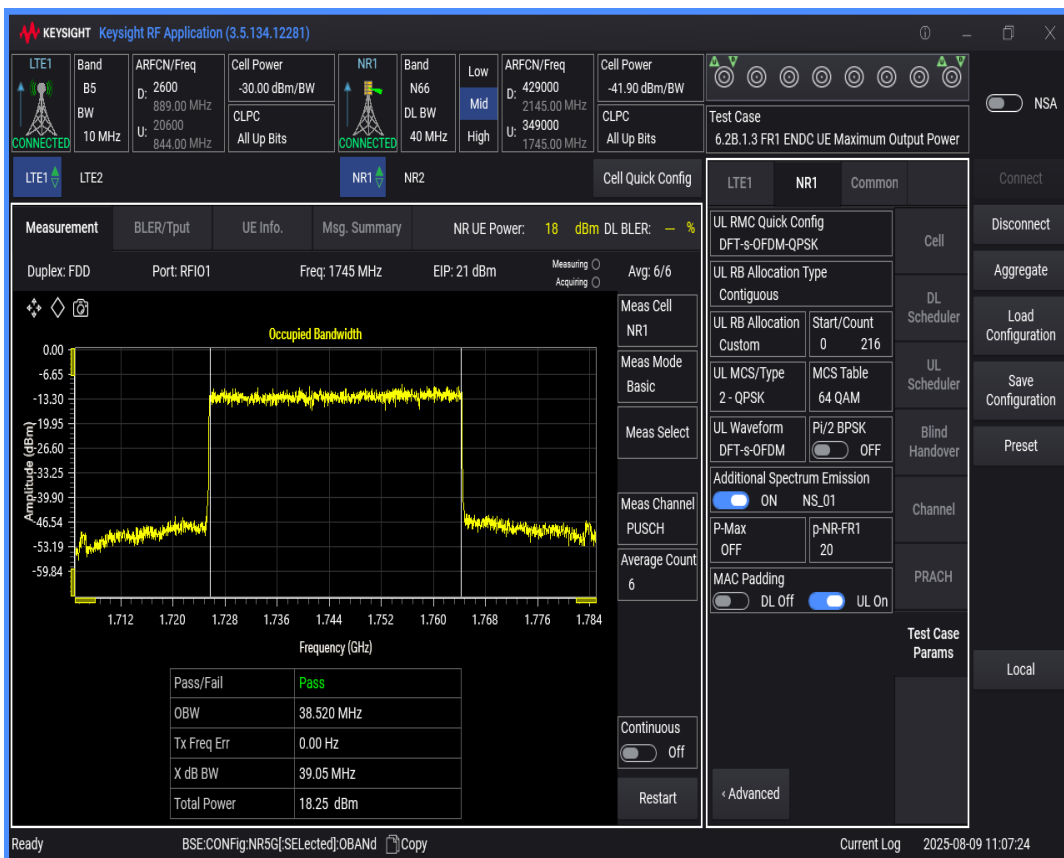 KEYSIGHT Keysight RF Application (3.5.134.12281)
LTE1
CONNECTED
Band
B5
BW
10 MHz
ARFCN/Freq
D: 2600
889.00 MHz
U: 20600
844.00 MHz
Cell Power
-30.00 dBm/BW
CLPC
All Up Bits
NR1
CONNECTED
Band
N66
DL BW
40 MHz
Low
Mid
High
ARFCN/Freq
D: 429000
2145.00 MHz
U: 349000
1745.00 MHz
Cell Power
-41.90 dBm/BW
CLPC
All Up Bits
Test Case
6.2B.1.3 FR1 ENDC UE Maximum Output Power
NSA
LTE1 LTE2 NR1 NR2 Cell Quick Config
Measurement BLER/Tput UE Info. Msg. Summary NR UE Power: 18 dBm DL BLER: -- %
Duplex: FDD Port: RFIO1 Freq: 1745 MHz EIP: 21 dBm Measuring Acquiring Avg: 6/6
Occupied Bandwidth
Amplitude (dBm)
0.00
-6.65
-13.30
-19.95
-26.60
-33.25
-39.90
-46.54
-53.19
-59.84
1.712 1.720 1.728 1.736 1.744 1.752 1.760 1.768 1.776 1.784
Frequency (GHz)
Pass/Fail Pass
OBW 38.520 MHz
Tx Freq Err 0.00 Hz
X dB BW 39.05 MHz
Total Power 18.25 dBm
Meas Cell
NR1
Meas Mode
Basic
Meas Select
Meas Channel
PUSCH
Average Count
6
Continuous
Off
Restart
LTE1 NR1 Common
UL RMC Quick Config
DFT-s-OFDM-QPSK
UL RB Allocation Type
Contiguous
UL RB Allocation Start/Count
Custom 0 216
UL MCS/Type MCS Table
2 - QPSK 64 QAM
UL Waveform Pi/2 BPSK
DFT-s-OFDM OFF
Additional Spectrum Emission
ON NS_01
P-Max p-NR-FR1
OFF 20
MAC Padding
DL Off UL On
‹ Advanced
Cell
DL
Scheduler
UL
Scheduler
Blind
Handover
Channel
PRACH
Test Case
Params
Connect
Disconnect
Aggregate
Load
Configuration
Save
Configuration
Preset
Local
Ready BSE:CONFig:NR5G[:SELected]:OBANd Copy Current Log 2025-08-09 11:07:24